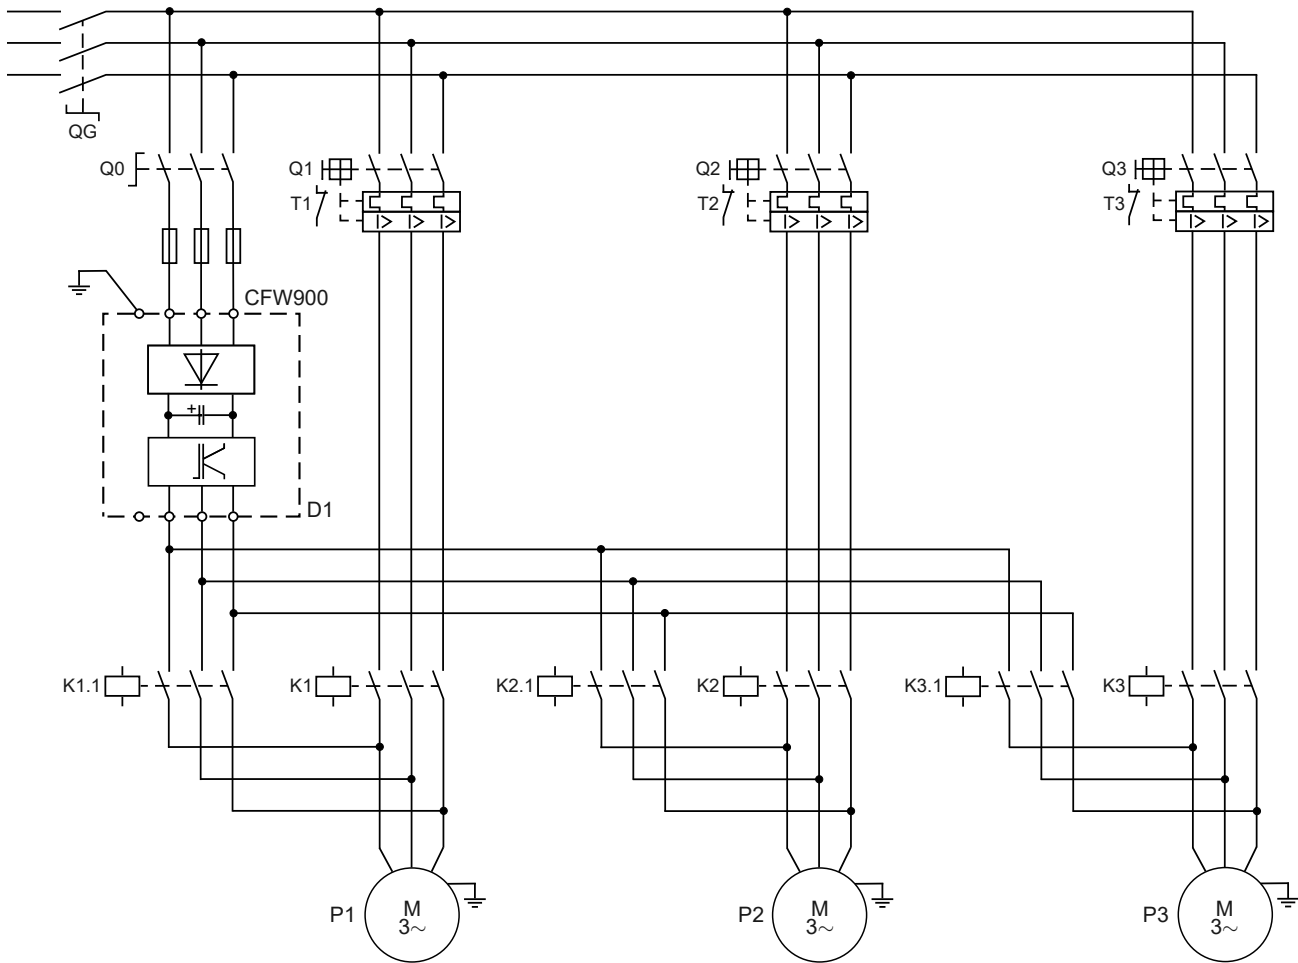 QG
Q0
Q1
Q2
Q3
T1
T2
T3
CFW900
+
D1
K1.1
K1
K2.1
K2
K3.1
K3
P1
M
3~
P2
M
3~
P3
M
3~